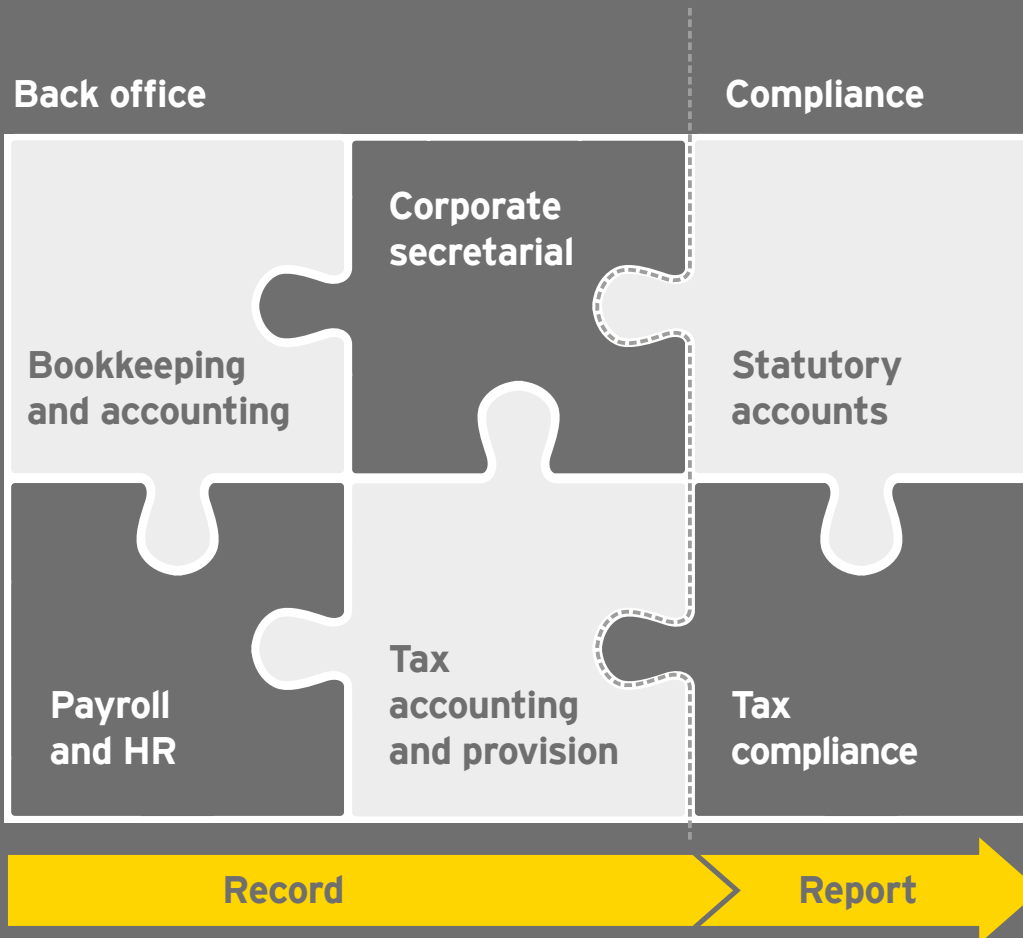 Back office
Compliance
Corporate
secretarial
Bookkeeping
and accounting
Statutory
accounts
Payroll
and HR
Tax
accounting
and provision
Tax
compliance
Record
Report